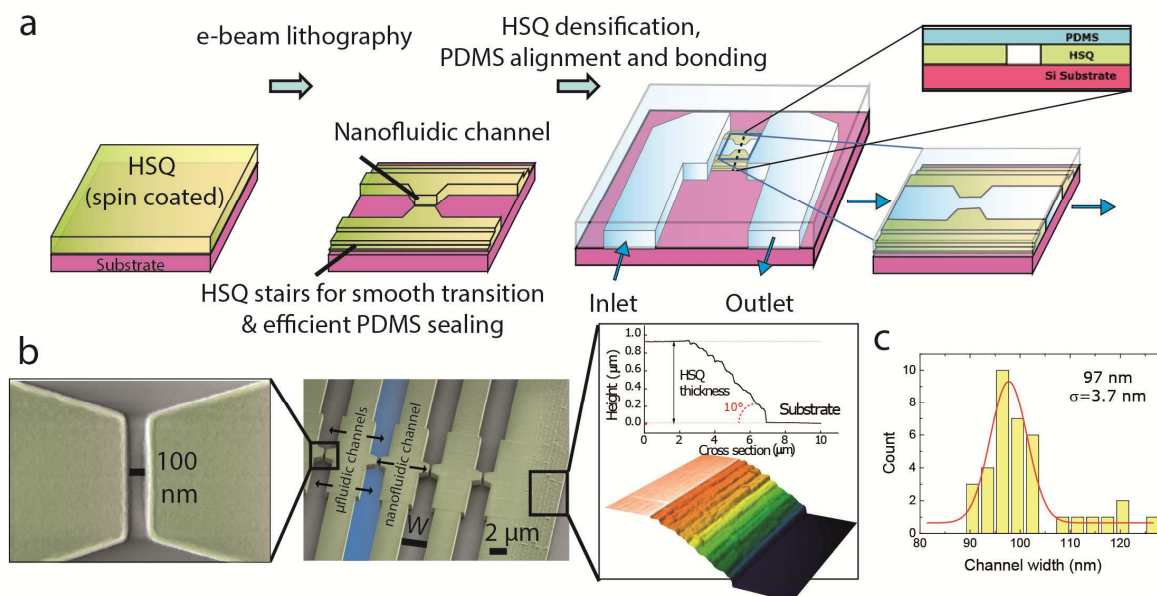 a
e-beam lithography
HSQ densification,
PDMS alignment and bonding
PDMS
HSQ
Si Substrate
Nanofluidic channel
HSQ
(spin coated)
Substrate
HSQ stairs for smooth transition
& efficient PDMS sealing
Inlet
Outlet
b
100
nm
µfluidic channels
nanofluidic channel
W
2 µm
1.0
0.8
0.6
0.4
0.2
0.0
Height (µm)
HSQ
thickness
10°
Substrate
0 2 4 6 8 10
Cross section (µm)
c
10
8
6
4
2
0
Count
97 nm
σ=3.7 nm
80 90 100 110 120
Channel width (nm)